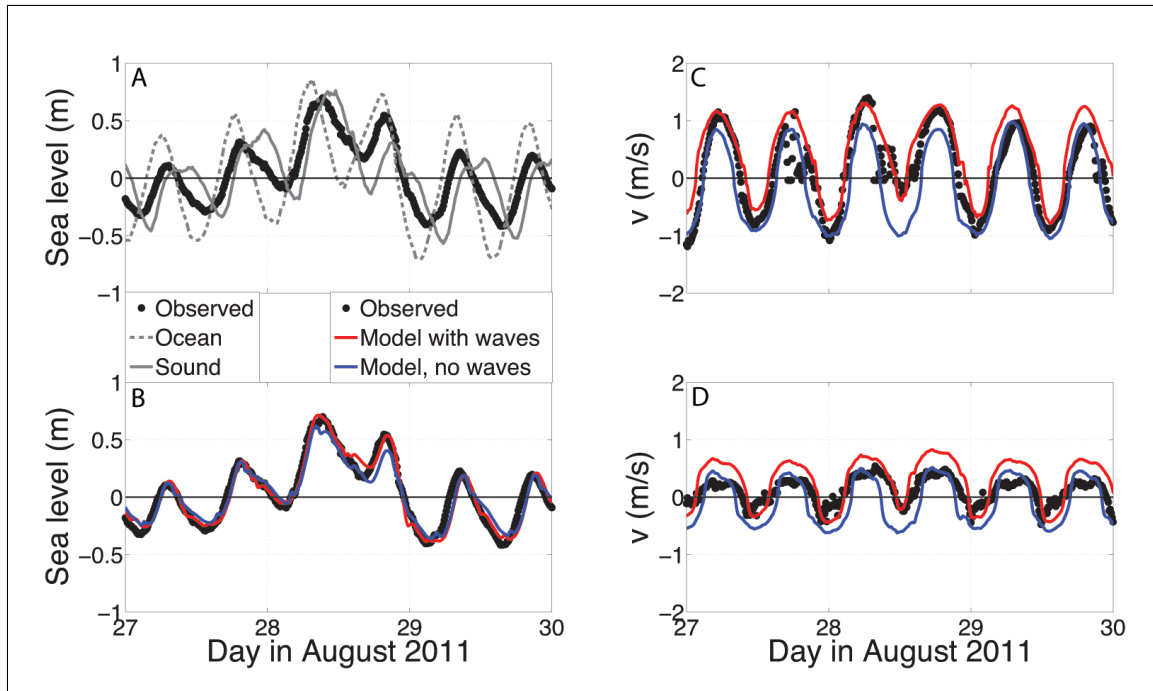 A
Sea level (m)
1
0.5
0
−0.5
−1
Observed
Ocean
Sound
Observed
Model with waves
Model, no waves
B
Sea level (m)
1
0.5
0
−0.5
−1
27
28
29
30
Day in August 2011
C
v (m/s)
2
1
0
−1
−2
D
v (m/s)
2
1
0
−1
−2
27
28
29
30
Day in August 2011